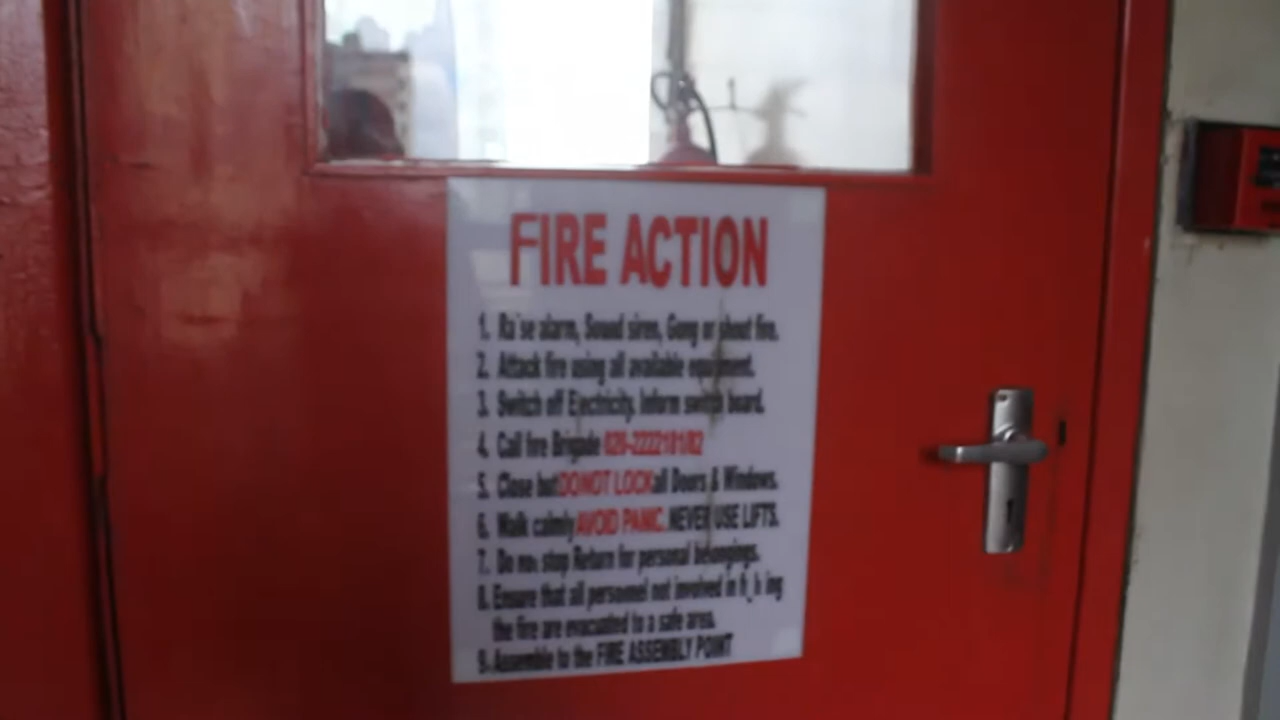 FIRE ACTION
1. Ra se alarm, Sound siren, Gong or shout fire.
2. Attack fire using all available equipment.
3. Switch off Electricity. Inform switch board.
4. Call fire Brigade
5. Close but DO NOT LOCK all Doors & Windows.
6. Walk calmly AVOID PANIC. NEVER USE LIFTS.
7. Do not stop Return for personal belongings.
8. Ensure that all personnel not involved in
the fire are evacuated to a safe area.
9. Assemble to the FIRE ASSEMBLY POINT